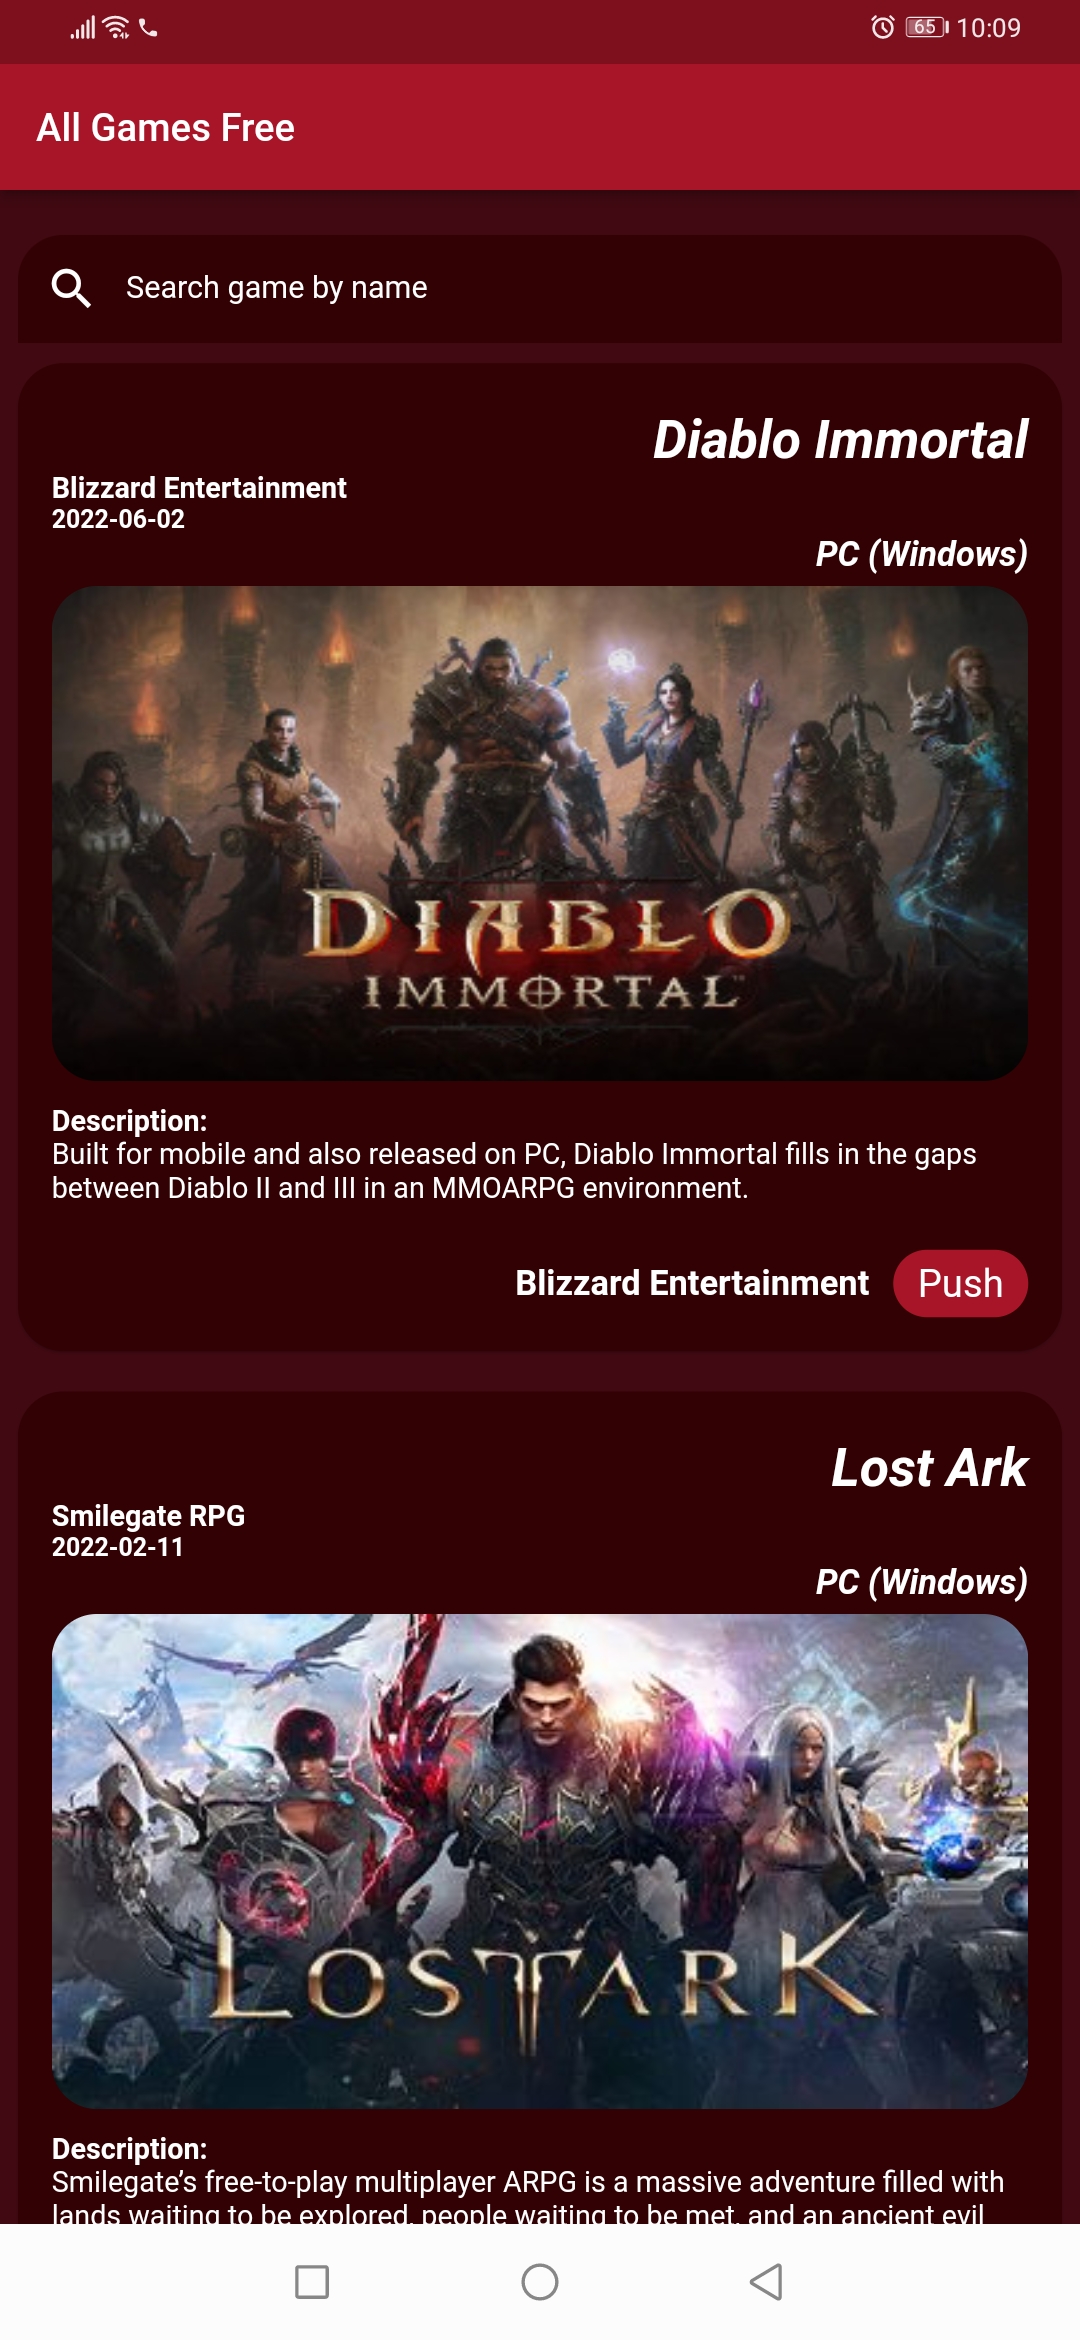 65 10:09
All Games Free
Search game by name
Diablo Immortal
Blizzard Entertainment
2022-06-02
PC (Windows)
DIABLO
IMMORTAL
Description:
Built for mobile and also released on PC, Diablo Immortal fills in the gaps
between Diablo II and III in an MMOARPG environment.
Blizzard Entertainment Push
Lost Ark
Smilegate RPG
2022-02-11
PC (Windows)
LOST ARK
Description:
Smilegate’s free-to-play multiplayer ARPG is a massive adventure filled with
lands waiting to be explored, people waiting to be met, and an ancient evil